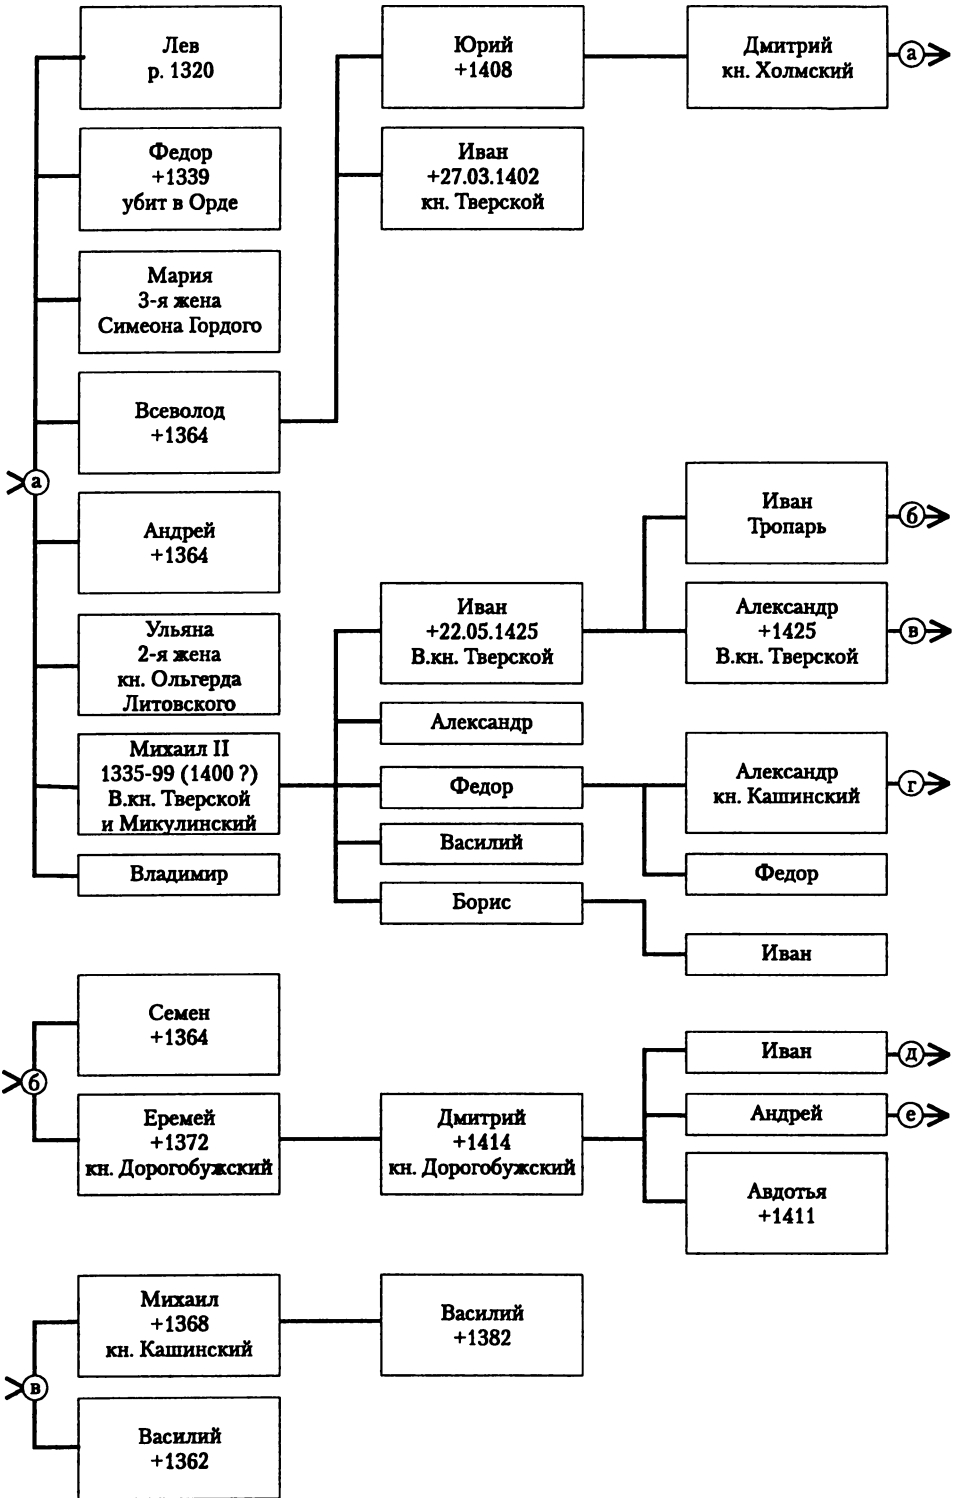 Лев
р. 1320
Федор
+1339
убит в Орде
Мария
3-я жена
Симеона Гордого
Всеволод
+1364
а
Андрей
+1364
Ульяна
2-я жена
кн. Ольгерда
Литовского
Михаил II
1335-99 (1400 ?)
В.кн. Тверской
и Микулинский
Владимир
Юрий
+1408
Иван
+27.03.1402
кн. Тверской
Дмитрий
кн. Холмский
а
Иван
+22.05.1425
В.кн. Тверской
Александр
Федор
Василий
Борис
Иван
Тропарь
б
Александр
+1425
В.кн. Тверской
в
Александр
кн. Кашинский
г
Федор
Иван
б
Семен
+1364
Еремей
+1372
кн. Дорогобужский
Дмитрий
+1414
кн. Дорогобужский
Иван
д
Андрей
е
Авдотья
+1411
в
Михаил
+1368
кн. Кашинский
Василий
+1382
Василий
+1362